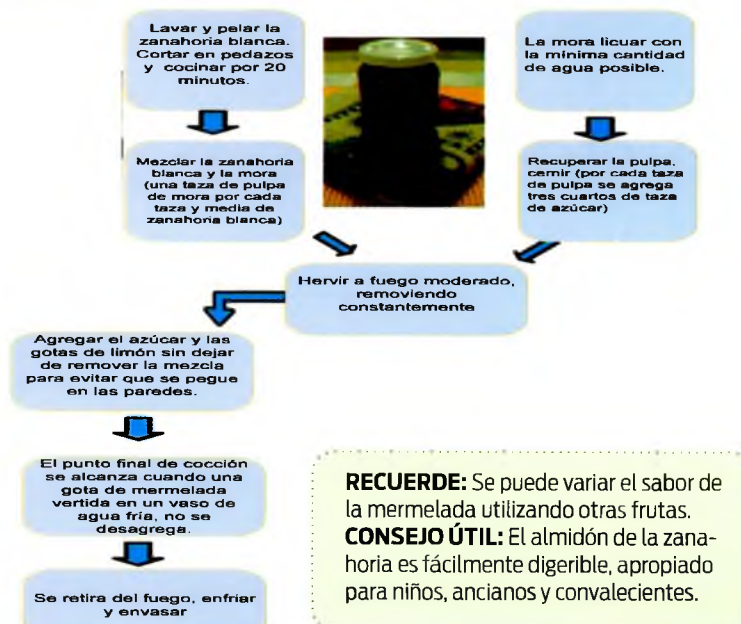 Lavar y pelar la
zanahoria blanca.
Cortar en pedazos
y cocinar por 20
minutos.
La mora licuar con
la mínima cantidad
de agua posible.
Mezclar la zanahoria
blanca y la mora
(una taza de pulpa
de mora por cada
taza y media de
zanahoria blanca)
Recuperar la pulpa,
cernir (por cada taza
de pulpa se agrega
tres cuartos de taza
de azúcar)
Hervir a fuego moderado,
removiendo
constantemente
Agregar el azúcar y las
gotas de limón sin dejar
de remover la mezcla
para evitar que se pegue
en las paredes.
El punto final de cocción
se alcanza cuando una
gota de mermelada
vertida en un vaso de
agua fría, no se
desagrega.
Se retira del fuego, enfriar
y envasar
RECUERDE: Se puede variar el sabor de
la mermelada utilizando otras frutas.
CONSEJO ÚTIL: El almidón de la zana-
horia es fácilmente digerible, apropiado
para niños, ancianos y convalecientes.